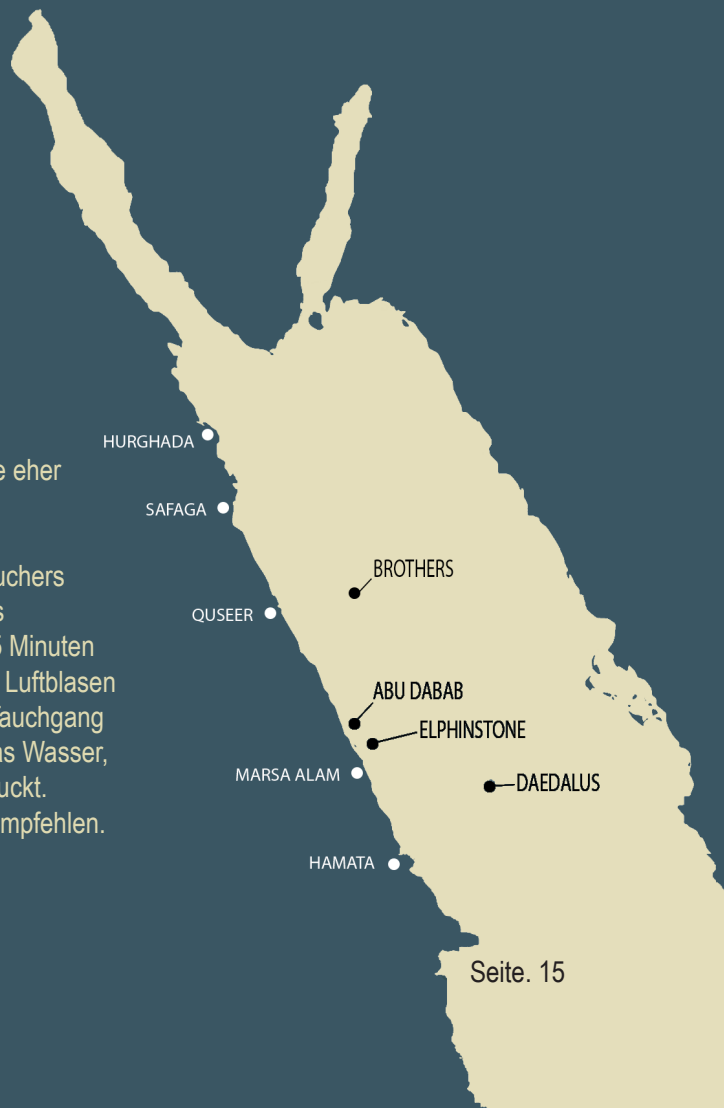 HURGHADA
e eher
SAFAGA
BROTHERS
uchers
s
QUSEER
Minuten
Luftblasen
ABU DABAB
auchgang
ELPHINSTONE
as Wasser,
MARSA ALAM
uckt.
DAEDALUS
mpfehlen.
HAMATA
Seite. 15